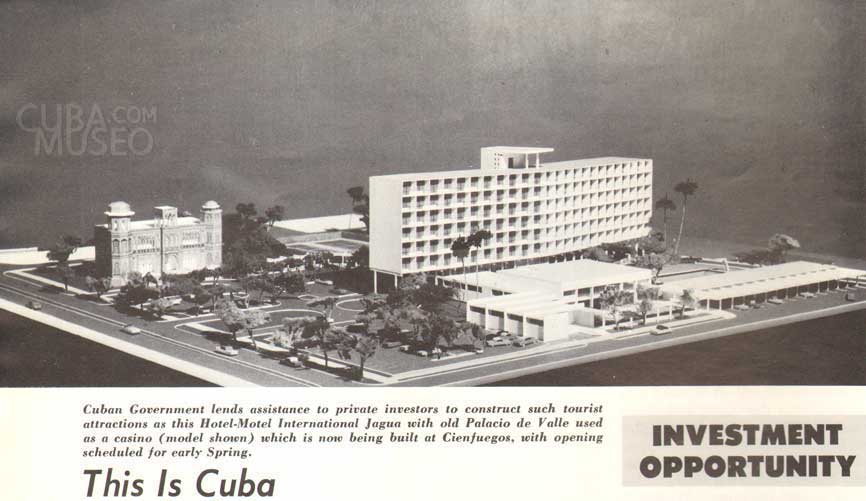 CUBA.COM
MUSEO
Cuban Government lends assistance to private investors to construct such tourist
attractions as this Hotel-Motel International Jagua with old Palacio de Valle used
as a casino (model shown) which is now being built at Cienfuegos, with opening
scheduled for early Spring.
This Is Cuba
INVESTMENT
OPPORTUNITY